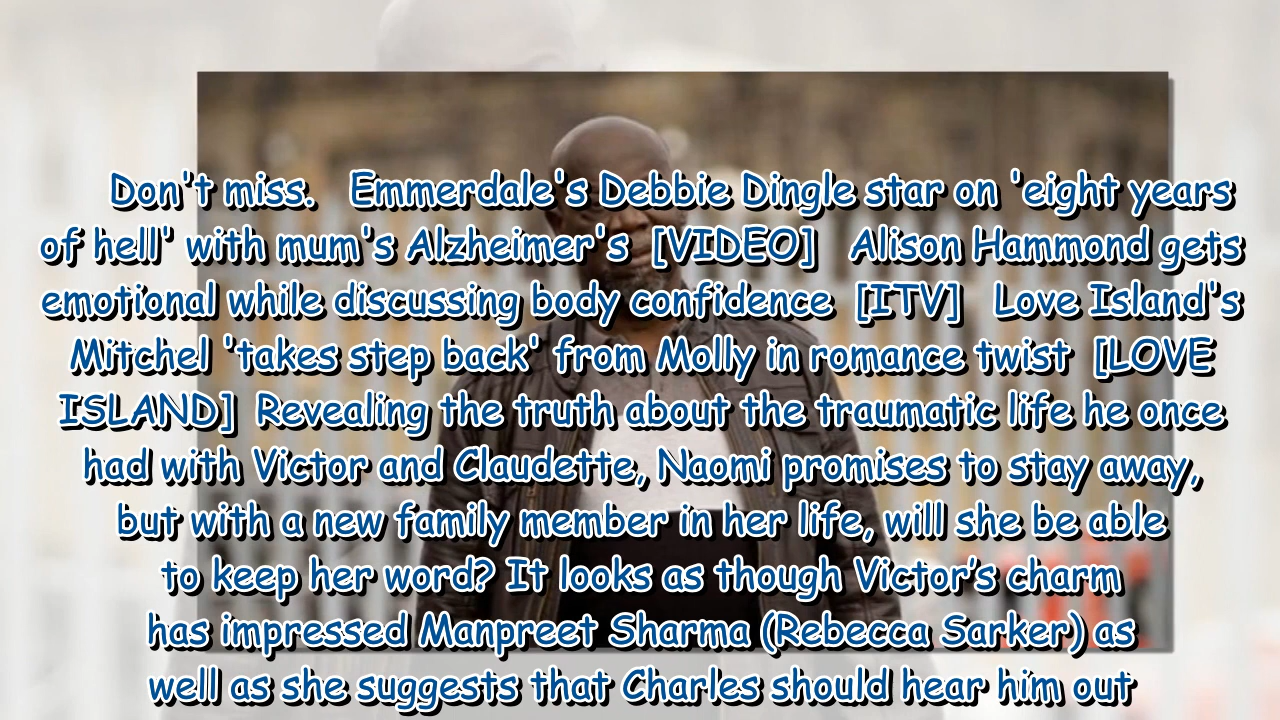 Don't miss. Emmerdale's Debbie Dingle star on 'eight years
of hell' with mum's Alzheimer's [VIDEO] Alison Hammond gets
emotional while discussing body confidence [ITV] Love Island's
Mitchel 'takes step back' from Molly in romance twist [LOVE
ISLAND] Revealing the truth about the traumatic life he once
had with Victor and Claudette, Naomi promises to stay away,
but with a new family member in her life, will she be able
to keep her word? It looks as though Victor’s charm
has impressed Manpreet Sharma (Rebecca Sarker) as
well as she suggests that Charles should hear him out